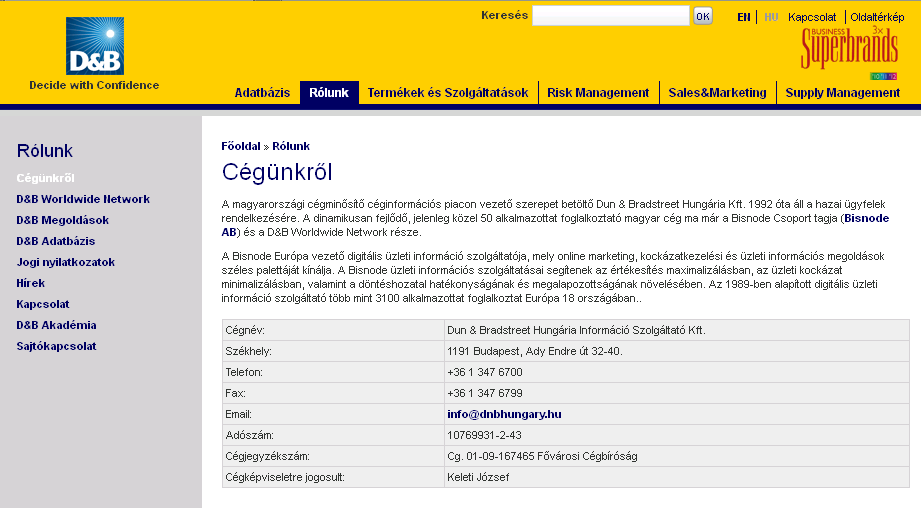 Keresés OK EN HU Kapcsolat Oldaltérkép
D&B
Decide with Confidence
BUSINESS 3x
Superbrands
Adatbázis Rólunk Termékek és Szolgáltatások Risk Management Sales&Marketing Supply Management
Rólunk
Cégünkről
D&B Worldwide Network
D&B Megoldások
D&B Adatbázis
Jogi nyilatkozatok
Hírek
Kapcsolat
D&B Akadémia
Sajtókapcsolat
Főoldal » Rólunk
Cégünkről
A magyarországi cégminősítő céginformációs piacon vezető szerepet betöltő Dun & Bradstreet Hungária Kft. 1992 óta áll a hazai ügyfelek
rendelkezésére. A dinamikusan fejlődő, jelenleg közel 50 alkalmazottat foglalkoztató magyar cég ma már a Bisnode Csoport tagja (Bisnode
AB) és a D&B Worldwide Network része.
A Bisnode Európa vezető digitális üzleti információ szolgáltatója, mely online marketing, kockázatkezelési és üzleti információs megoldások
széles palettáját kínálja. A Bisnode üzleti információs szolgáltatásai segítenek az értékesítés maximalizálásban, az üzleti kockázat
minimalizálásban, valamint a döntéshozatal hatékonyságának és megalapozottságának növelésében. Az 1989-ben alapított digitális üzleti
információ szolgáltató több mint 3100 alkalmazottat foglalkoztat Európa 18 országában..
Cégnév: Dun & Bradstreet Hungária Információ Szolgáltató Kft.
Székhely: 1191 Budapest, Ady Endre út 32-40.
Telefon: +36 1 347 6700
Fax: +36 1 347 6799
Email: info@dnbhungary.hu
Adószám: 10769931-2-43
Cégjegyzékszám: Cg. 01-09-167465 Fővárosi Cégbíróság
Cégképviseletre jogosult: Keleti József